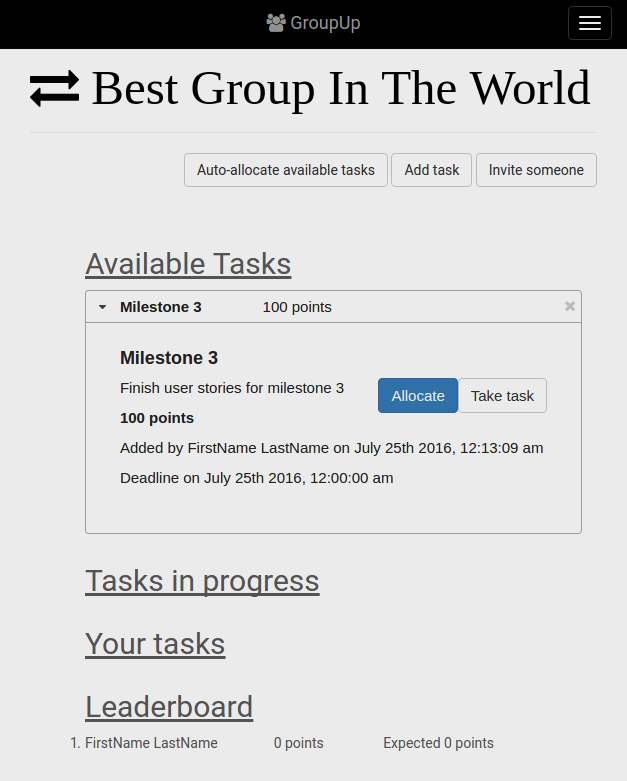 GroupUp
Best Group In The World
Auto-allocate available tasks Add task Invite someone
Available Tasks
Milestone 3 100 points
Milestone 3
Finish user stories for milestone 3
Allocate Take task
100 points
Added by FirstName LastName on July 25th 2016, 12:13:09 am
Deadline on July 25th 2016, 12:00:00 am
Tasks in progress
Your tasks
Leaderboard
1. FirstName LastName 0 points Expected 0 points